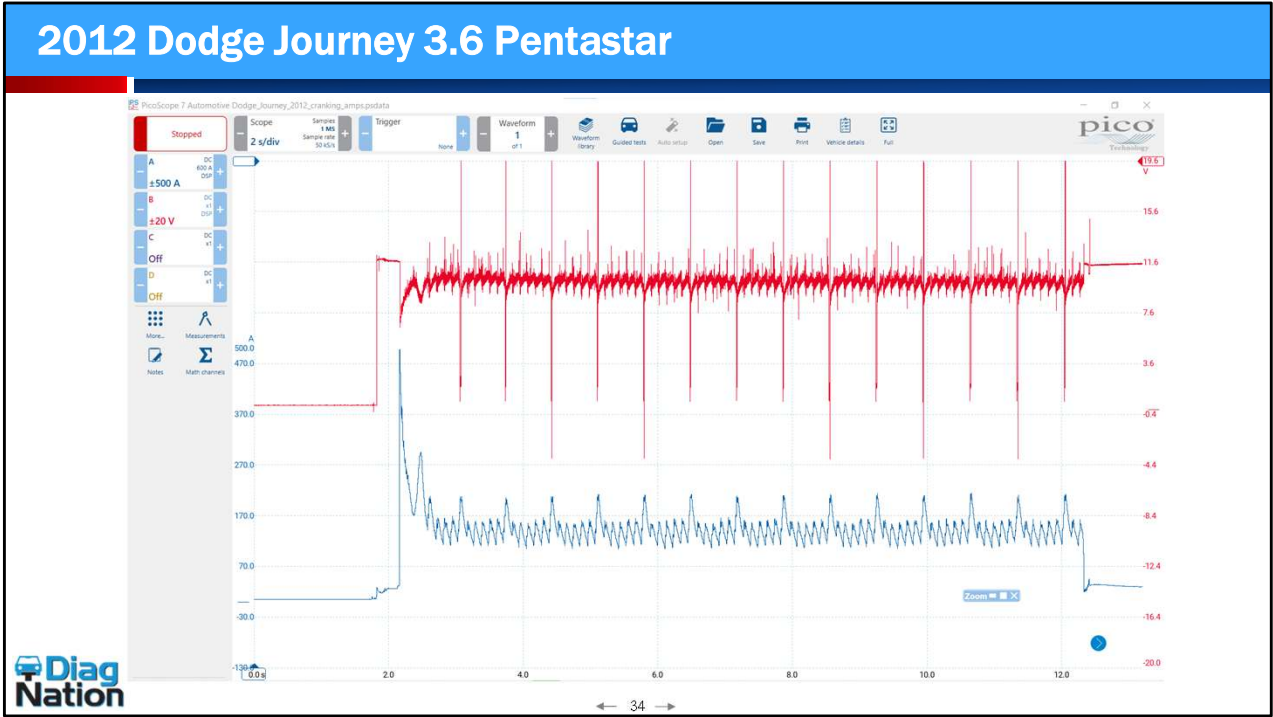 2012 Dodge Journey 3.6 Pentastar
PicoScope 7 Automotive Dodge_Journey_2012_cranking_amps.psdata
Stopped
Scope
2 s/div
Samples
1 MS
Sample rate
50 kS/s
Trigger
None
Waveform
1
of 1
Waveform
library
Guided tests
Auto setup
Open
Save
Print
Vehicle details
Full
pico
Technology
A
DC
600 A
DSP
±500 A
B
DC
x1
DSP
±20 V
C
DC
x1
Off
D
DC
x1
Off
More...
Measurements
Notes
Math channels
A
500.0
470.0
370.0
270.0
170.0
70.0
-30.0
-130.0
19.6
V
15.6
11.6
7.6
3.6
-0.4
-4.4
-8.4
-12.4
-16.4
-20.0
Zoom
0.0 s
2.0
4.0
6.0
8.0
10.0
12.0
Diag
Nation
34